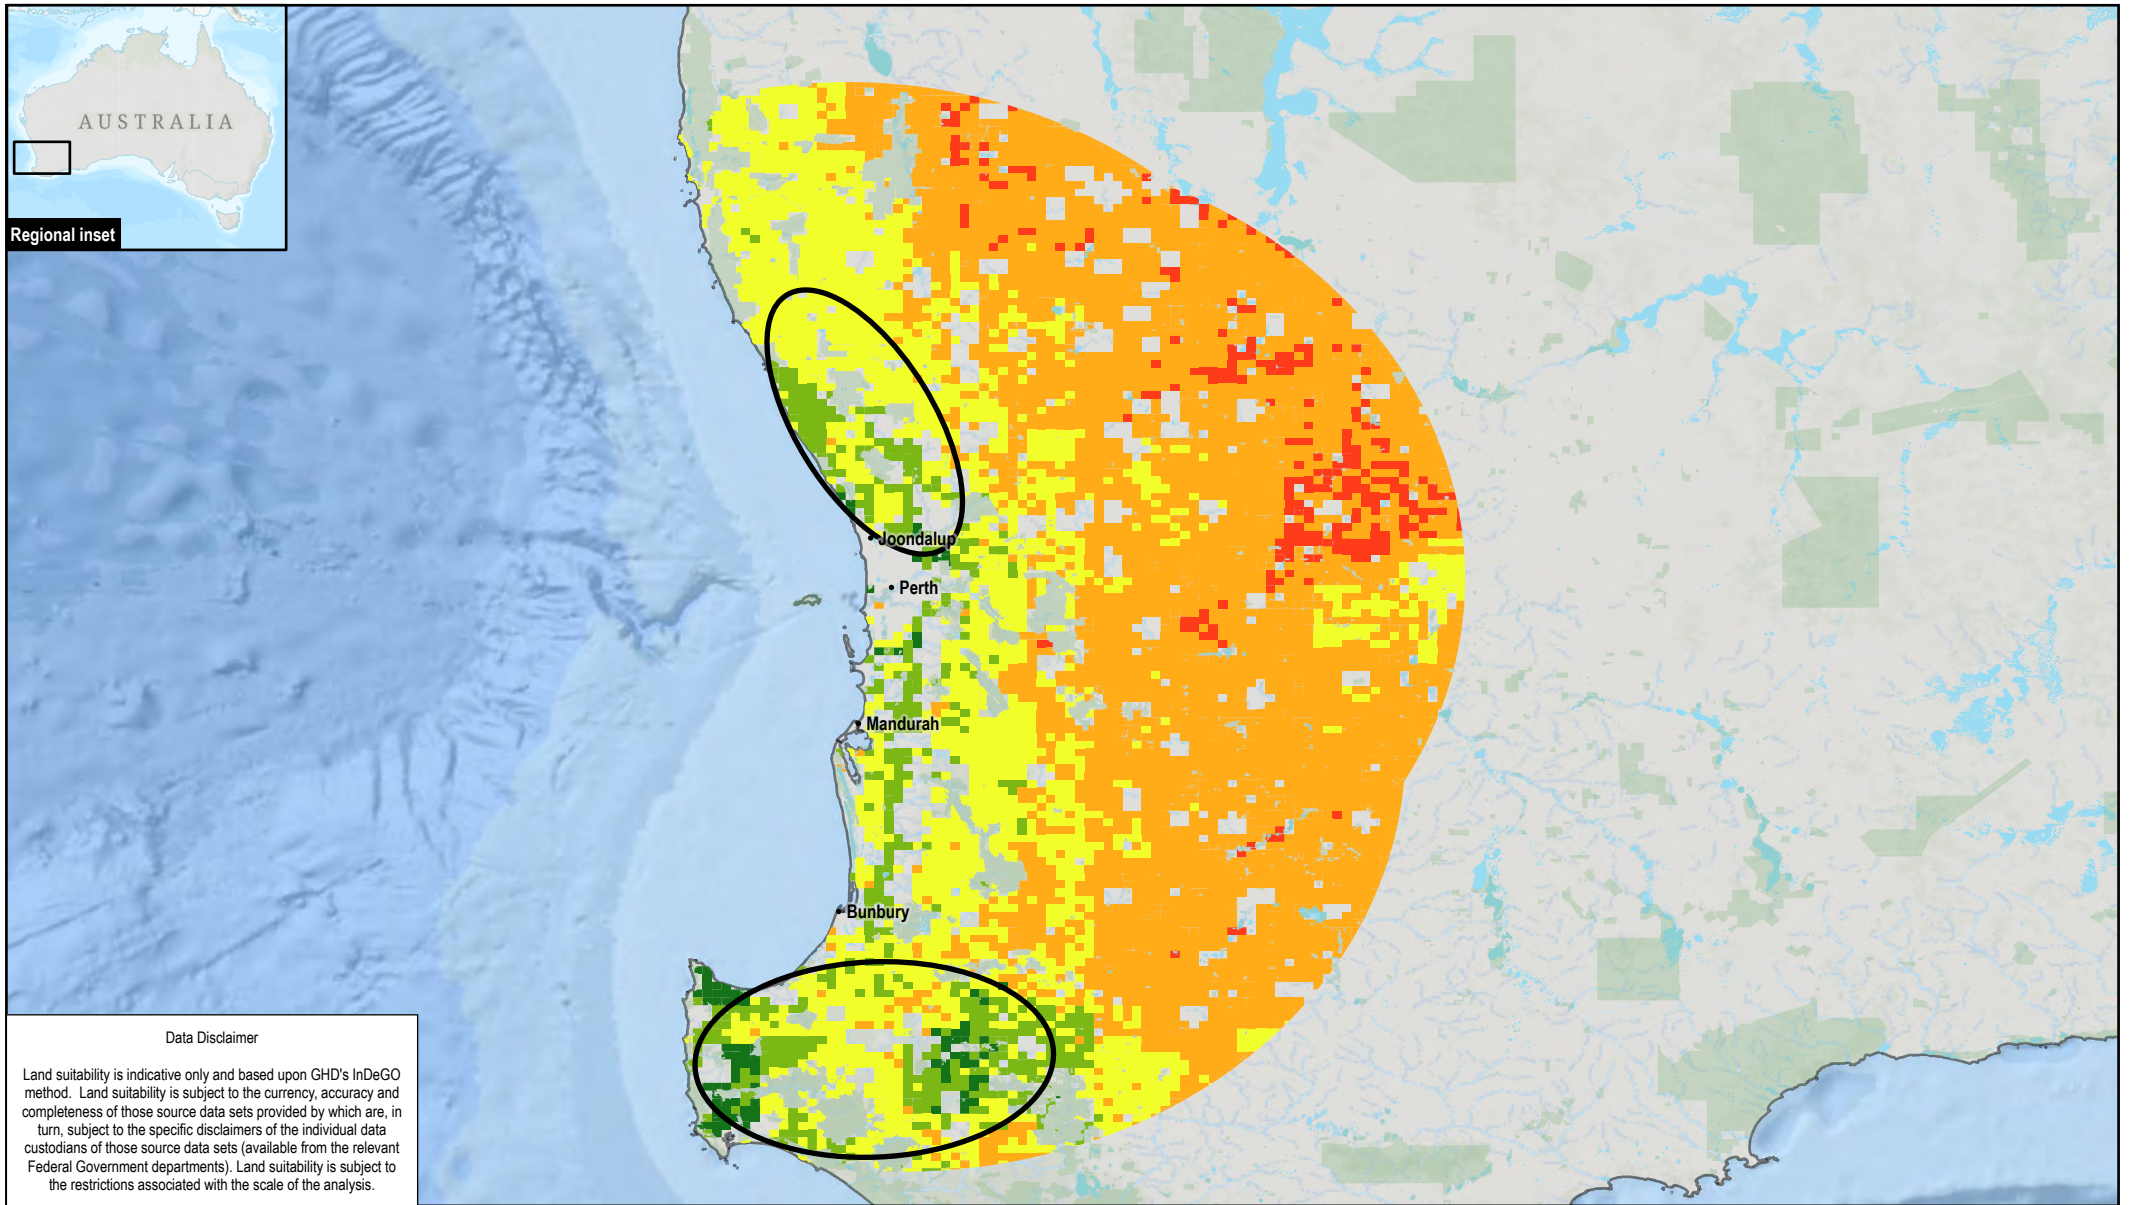 AUSTRALIA
Regional inset
Joondalup
Perth
Mandurah
Bunbury
Data Disclaimer
Land suitability is indicative only and based upon GHD's InDeGO
method. Land suitability is subject to the currency, accuracy and
completeness of those source data sets provided by which are, in
turn, subject to the specific disclaimers of the individual data
custodians of those source data sets (available from the relevant
Federal Government departments). Land suitability is subject to
the restrictions associated with the scale of the analysis.